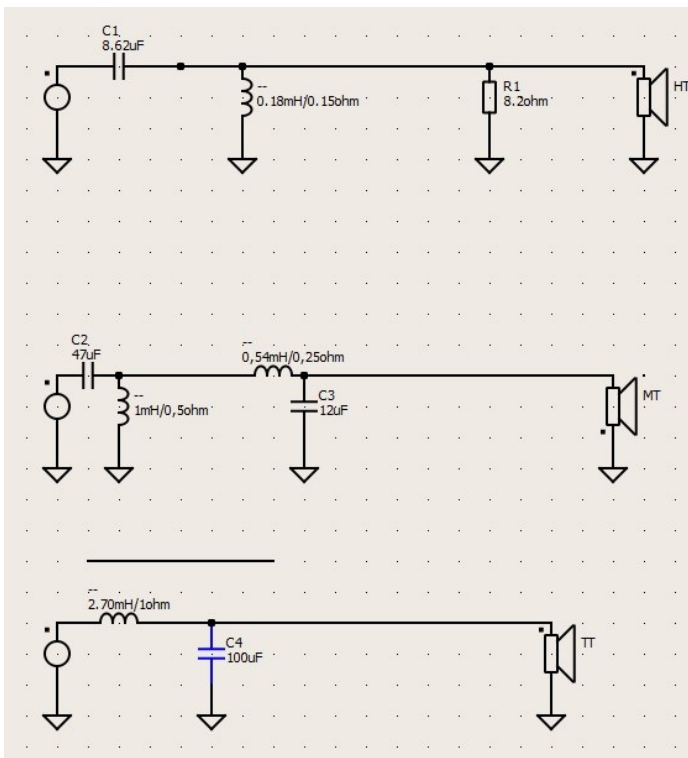 C1
8.62uF
--
0.18mH/0.15ohm
R1
8.2ohm
HT
C2
47uF
--
0,54mH/0,25ohm
--
1mH/0,5ohm
C3
12uF
MT
--
2.70mH/1ohm
C4
100uF
TT